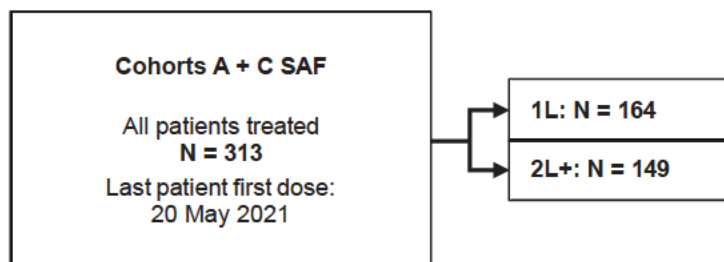 Cohorts A + C SAF
All patients treated
N = 313
Last patient first dose:
20 May 2021
1L: N = 164
2L+: N = 149